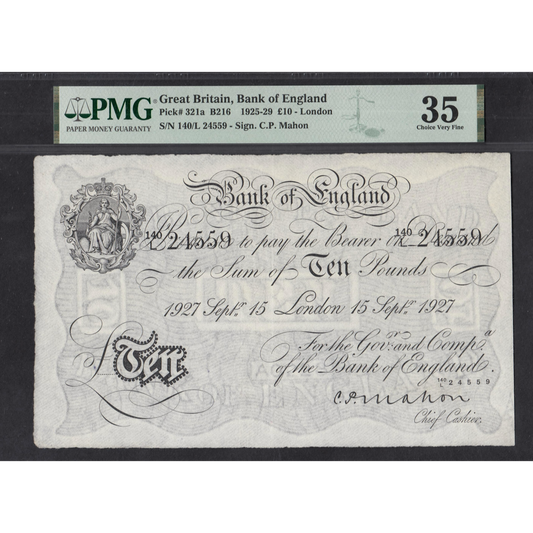 PMG
PAPER MONEY GUARANTY
Great Britain, Bank of England
Pick# 321a B216 1925-29 £10 - London
S/N 140/L 24559 - Sign. C.P. Mahon
35
Choice Very Fine
Bank of England
140/L 24559 140/L 24559
to pay the Bearer on Demand
the Sum of Ten Pounds
1927 Septr. 15 London 15 Septr. 1927
For the Govr. and Compa.
of the Bank of England.
140/L 24559
£Ten
C.P. Mahon
Chief Cashier.